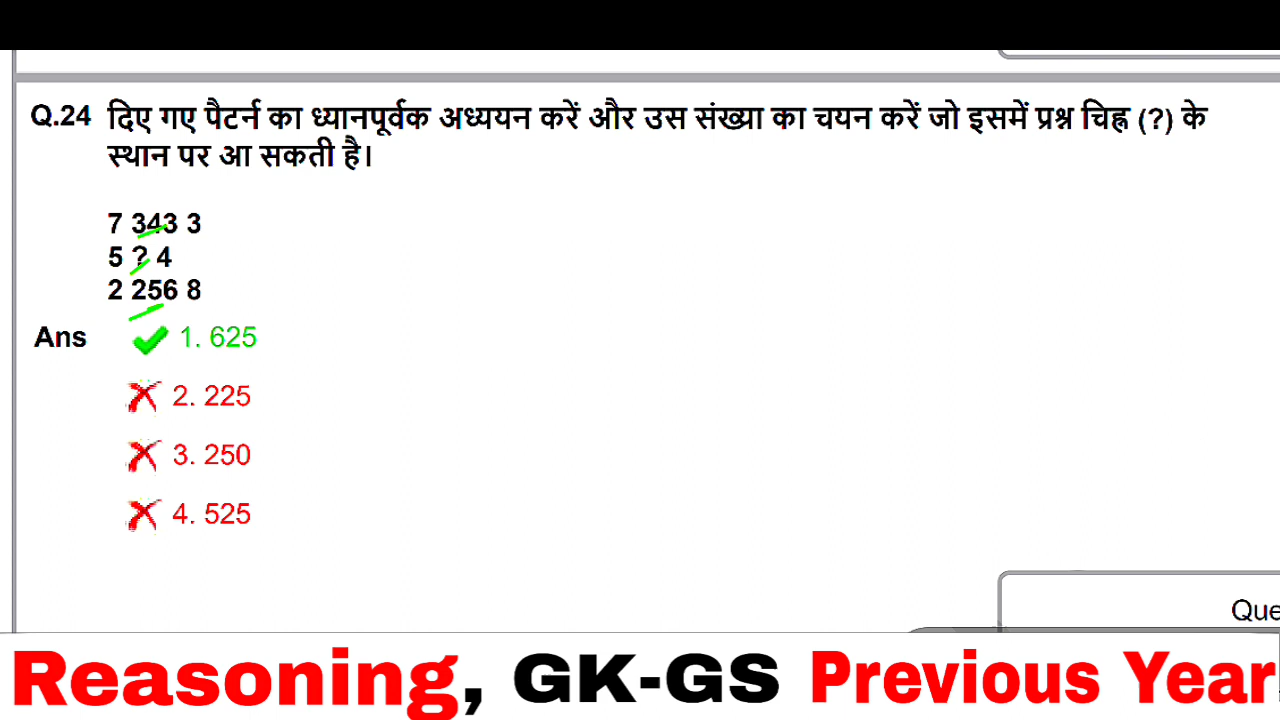 Q.24 दिए गए पैटर्न का ध्यानपूर्वक अध्ययन करें और उस संख्या का चयन करें जो इसमें प्रश्न चिह्न (?) के
स्थान पर आ सकती है।
7 343 3
5 ? 4
2 256 8
Ans 1. 625
2. 225
3. 250
4. 525
Que
Reasoning, GK-GS Previous Year